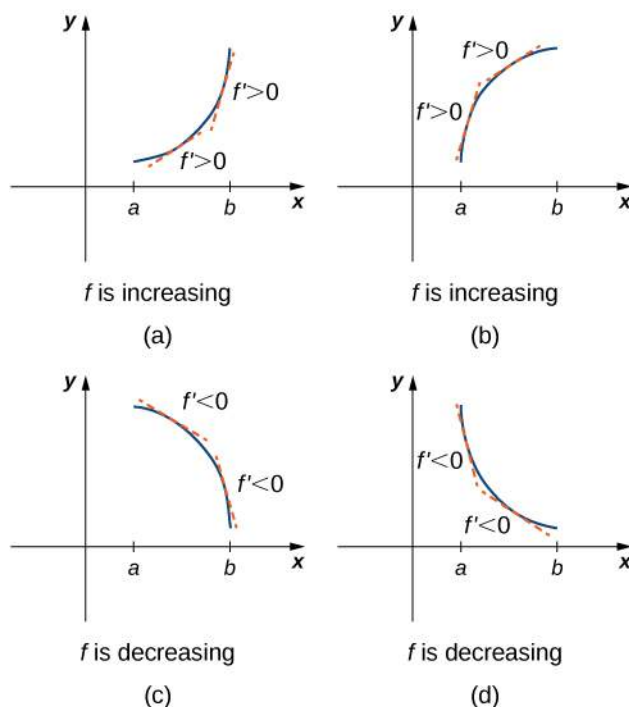 y
f'>0
f'>0
a
b
x
f is increasing
(a)
y
f'>0
f'>0
a
b
x
f is increasing
(b)
y
f'<0
f'<0
a
b
x
f is decreasing
(c)
y
f'<0
f'<0
a
b
x
f is decreasing
(d)